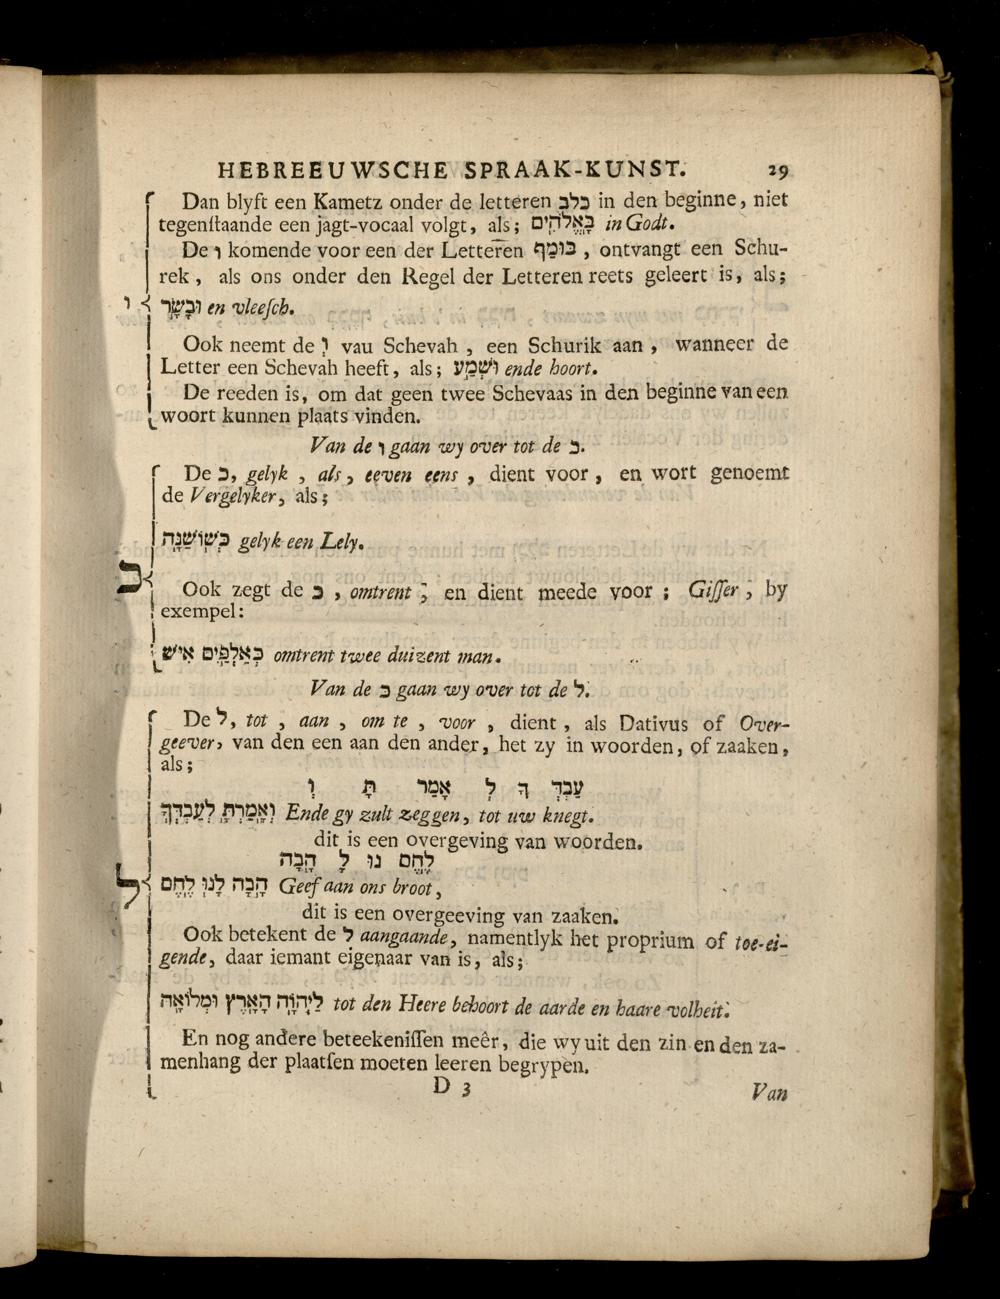 HEBREEUWSCHE SPRAAK-KUNST. 29
Dan blyft een Kametz onder de letteren בלב in den beginne, niet
tegenstaande een jagt-vocaal volgt, als; בָּאֱלֹהִים in Godt.
De ו komende voor een der Letteren בומף, ontvangt een Schu-
rek, als ons onder den Regel der Letteren reets geleert is, als;
ו
וּבָשָׂר en vleesch.
Ook neemt de וְ vau Schevah, een Schurik aan, wanneer de
Letter een Schevah heeft, als; וּשְׁמַע ende hoort.
De reeden is, om dat geen twee Schevaas in den beginne van een
woort kunnen plaats vinden.
Van de ו gaan wy over tot de כ.
De כ, gelyk, als, eeven eens, dient voor, en wort genoemt
de Vergelyker, als;
כְּשׁוֹשַׁנָּה gelyk een Lely.
כ
Ook zegt de כ, omtrent; en dient meede voor; Gisser, by
exempel:
כְּאַלְפַּיִם אִישׁ omtrent twee duizent man.
Van de כ gaan wy over tot de ל.
De ל, tot, aan, om te, voor, dient, als Dativus of Over-
geever, van den een aan den ander, het zy in woorden, of zaaken,
als;
עַבְדְּ ךָ לְ אָמַר תָּ וְ
וְאָמַרְתָּ לְעַבְדְּךָ Ende gy zult zeggen, tot uw knegt.
dit is een overgeving van woorden.
לֶחֶם נוּ לָ הָבָה
ל
הָבָה לָנוּ לֶחֶם Geef aan ons broot,
dit is een overgeeving van zaaken.
Ook betekent de ל aangaande, namentlyk het proprium of toe-ei-
gende, daar iemant eigenaar van is, als;
לַיהוָה הָאָרֶץ וּמְלוֹאָהּ tot den Heere behoort de aarde en haare volheit.
En nog andere beteekenissen meêr, die wy uit den zin en den za-
menhang der plaatsen moeten leeren begrypen.
D 3 Van